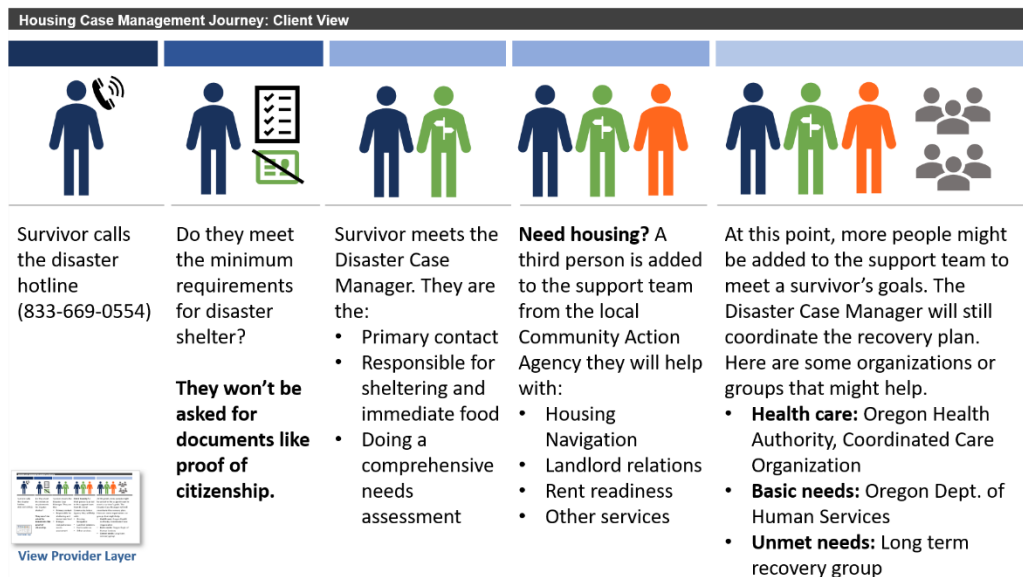 Housing Case Management Journey: Client View
Survivor calls
the disaster
hotline
(833-669-0554)
Do they meet
the minimum
requirements
for disaster
shelter?
They won’t be
asked for
documents like
proof of
citizenship.
Survivor meets the
Disaster Case
Manager. They are
the:
• Primary contact
• Responsible for
sheltering and
immediate food
• Doing a
comprehensive
needs
assessment
Need housing? A
third person is added
to the support team
from the local
Community Action
Agency they will help
with:
• Housing
Navigation
• Landlord relations
• Rent readiness
• Other services
At this point, more people might
be added to the support team to
meet a survivor’s goals. The
Disaster Case Manager will still
coordinate the recovery plan.
Here are some organizations or
groups that might help.
• Health care: Oregon Health
Authority, Coordinated Care
Organization
• Basic needs: Oregon Dept. of
Human Services
• Unmet needs: Long term
recovery group
View Provider Layer